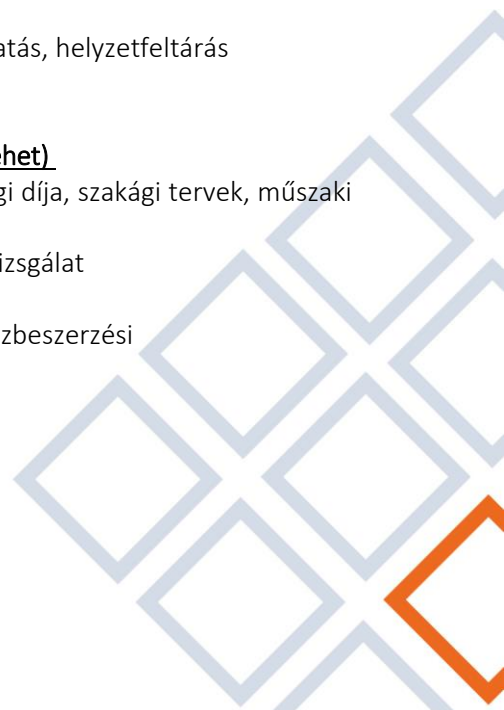 atás, helyzetfeltárás
ehet)
gi díja, szakági tervek, műszaki
izsgálat
zbeszerzési